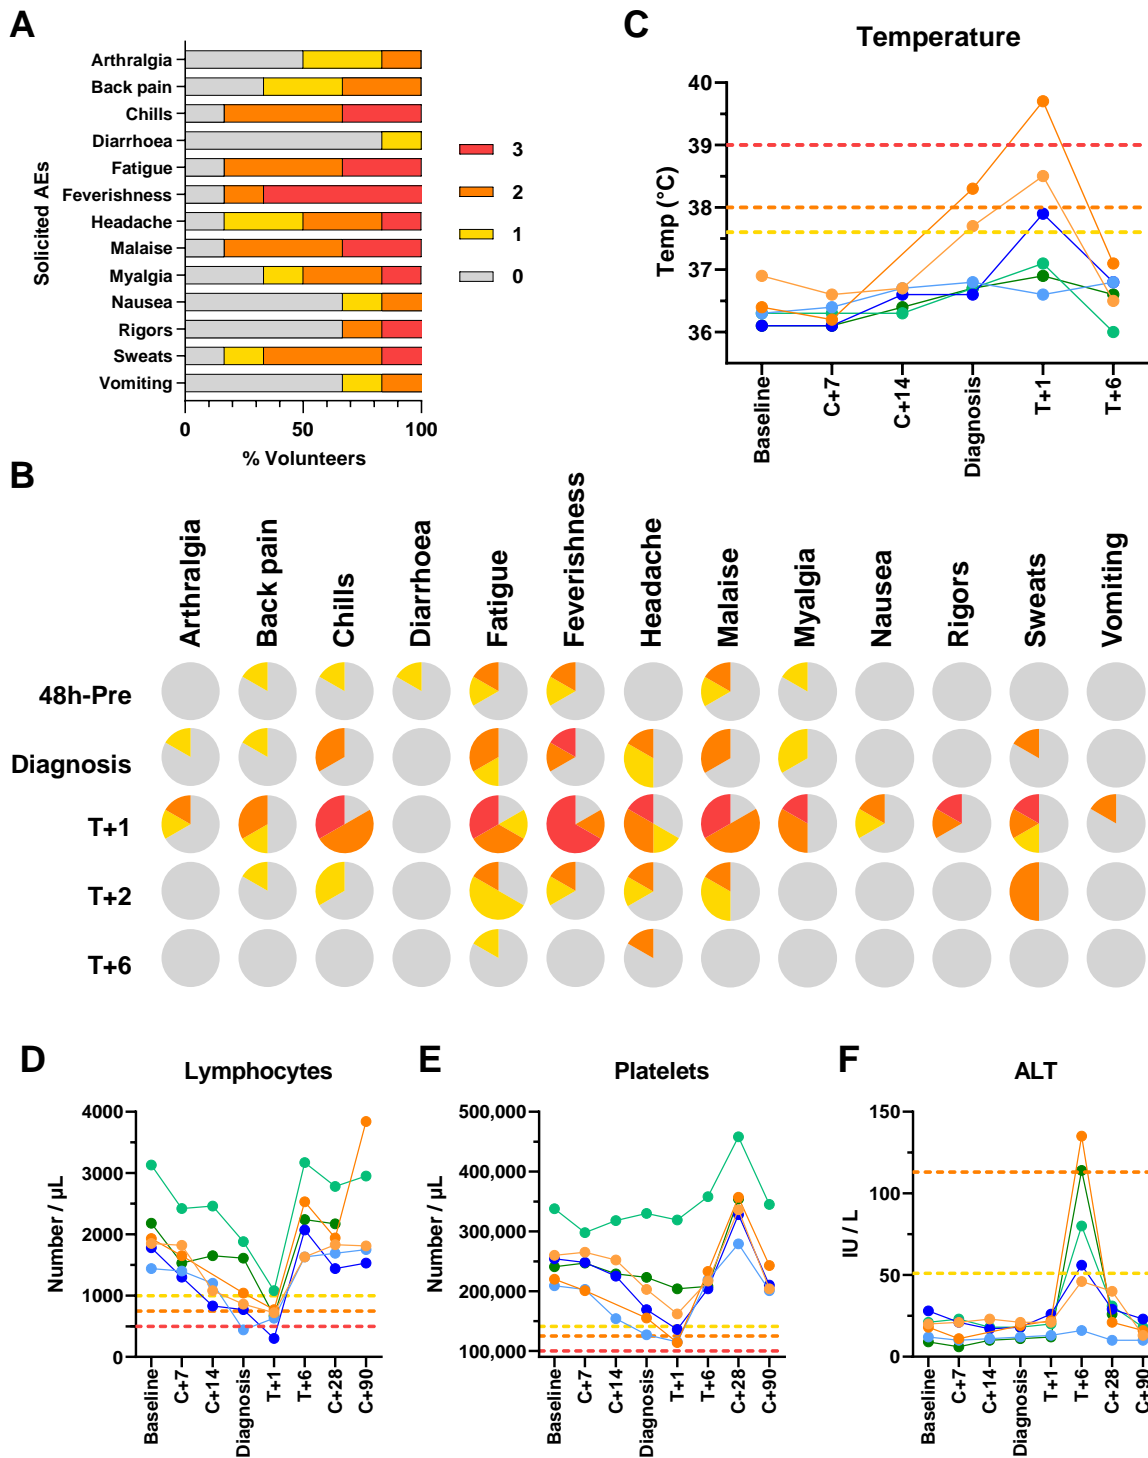 A
Solicited AEs
Arthralgia
Back pain
Chills
Diarrhoea
Fatigue
Feverishness
Headache
Malaise
Myalgia
Nausea
Rigors
Sweats
Vomiting
0 50 100
% Volunteers
3
2
1
0
C
Temperature
Temp (°C)
40
39
38
37
36
Baseline
C+7
C+14
Diagnosis
T+1
T+6
B
Arthralgia
Back pain
Chills
Diarrhoea
Fatigue
Feverishness
Headache
Malaise
Myalgia
Nausea
Rigors
Sweats
Vomiting
48h-Pre
Diagnosis
T+1
T+2
T+6
D
Lymphocytes
Number / µL
4000
3000
2000
1000
0
Baseline
C+7
C+14
Diagnosis
T+1
T+6
C+28
C+90
E
Platelets
Number / µL
500,000
400,000
300,000
200,000
100,000
Baseline
C+7
C+14
Diagnosis
T+1
T+6
C+28
C+90
F
ALT
IU / L
150
100
50
0
Baseline
C+7
C+14
Diagnosis
T+1
T+6
C+28
C+90